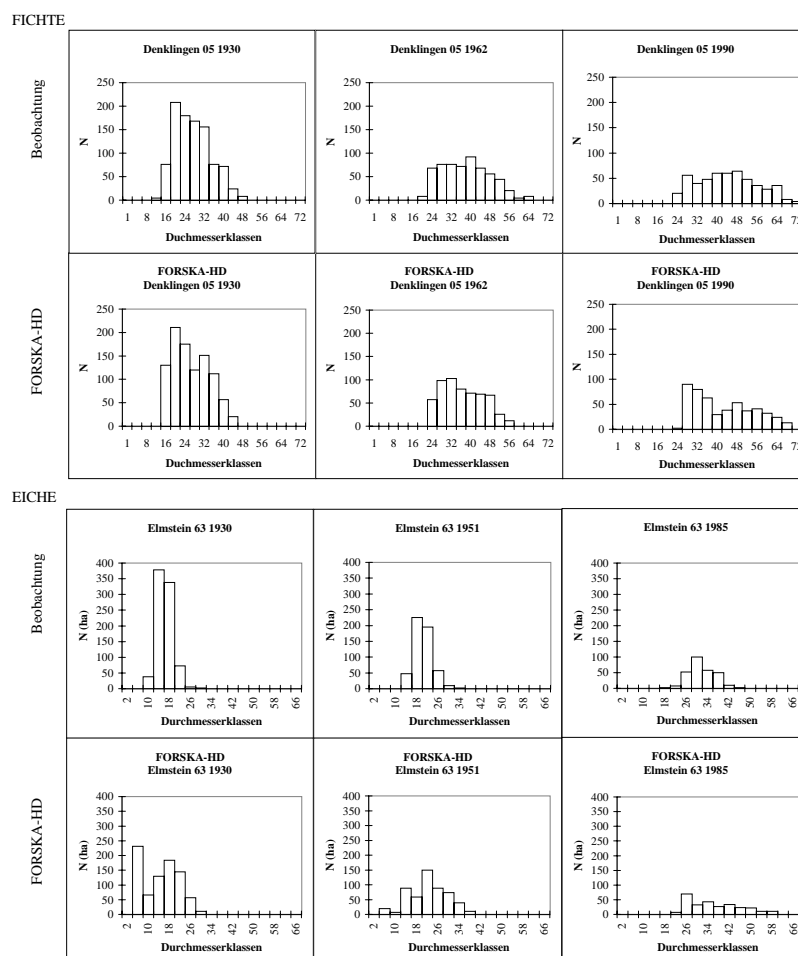 FICHTE
Beobachtung
Denklingen 05 1930
N
250
200
150
100
50
0
1 8 16 24 32 40 48 56 64 72
Duchmesserklassen
Denklingen 05 1962
N
250
200
150
100
50
0
1 8 16 24 32 40 48 56 64 72
Duchmesserklassen
Denklingen 05 1990
N
250
200
150
100
50
0
1 8 16 24 32 40 48 56 64 72
Duchmesserklassen
FORSKA-HD
FORSKA-HD
Denklingen 05 1930
N
250
200
150
100
50
0
1 8 16 24 32 40 48 56 64 72
Duchmesserklassen
FORSKA-HD
Denklingen 05 1962
N
250
200
150
100
50
0
1 8 16 24 32 40 48 56 64 72
Duchmesserklassen
FORSKA-HD
Denklingen 05 1990
N
250
200
150
100
50
0
1 8 16 24 32 40 48 56 64 72
Duchmesserklassen
EICHE
Beobachtung
Elmstein 63 1930
N (ha)
400
350
300
250
200
150
100
50
0
2 10 18 26 34 42 50 58 66
Durchmesserklassen
Elmstein 63 1951
N (ha)
400
350
300
250
200
150
100
50
0
2 10 18 26 34 42 50 58 66
Durchmesserklassen
Elmstein 63 1985
N (ha)
400
350
300
250
200
150
100
50
0
2 10 18 26 34 42 50 58 66
Durchmesserklassen
FORSKA-HD
FORSKA-HD
Elmstein 63 1930
N (ha)
400
350
300
250
200
150
100
50
0
2 10 18 26 34 42 50 58 66
Durchmesserklassen
FORSKA-HD
Elmstein 63 1951
N (ha)
400
350
300
250
200
150
100
50
0
2 10 18 26 34 42 50 58 66
Durchmesserklassen
FORSKA-HD
Elmstein 63 1985
N (ha)
400
350
300
250
200
150
100
50
0
2 10 18 26 34 42 50 58 66
Durchmesserklassen